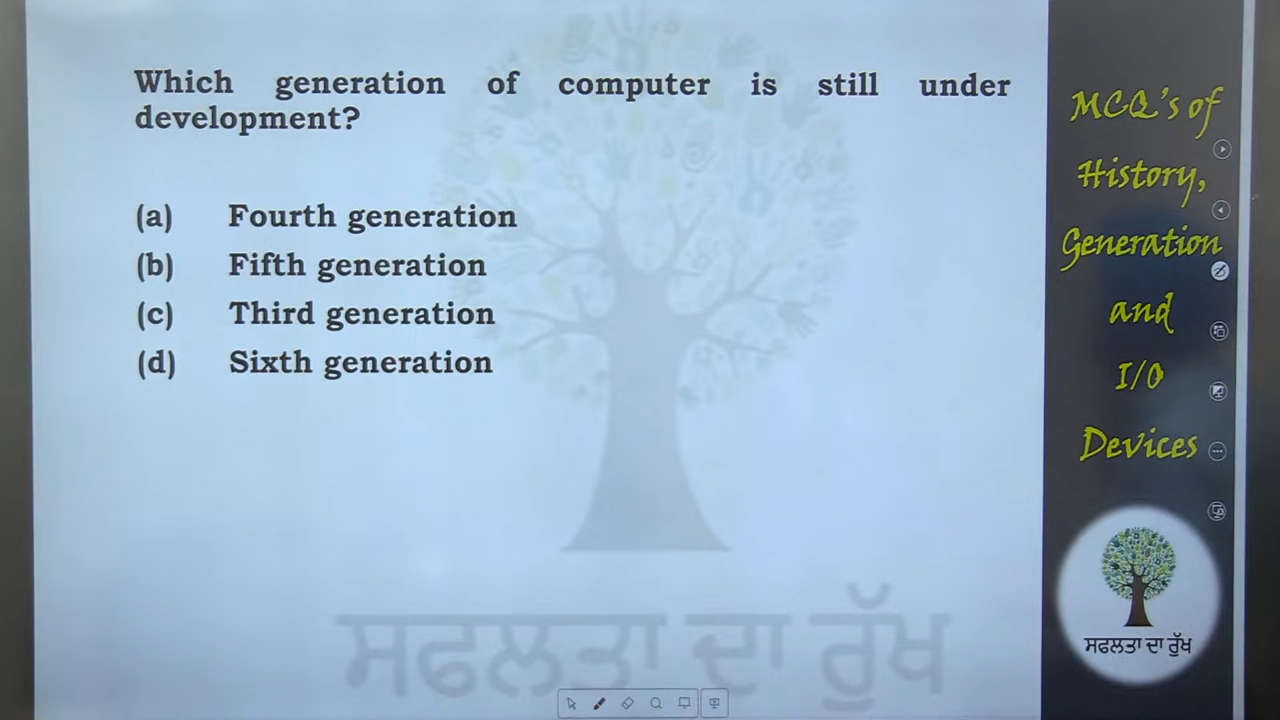 Which generation of computer is still under
development?
(a) Fourth generation
(b) Fifth generation
(c) Third generation
(d) Sixth generation
ਸਫਲਤਾ ਦਾ ਰੁੱਖ
MCQ's of
History,
Generation
and
I/O
Devices
ਸਫਲਤਾ ਦਾ ਰੁੱਖ